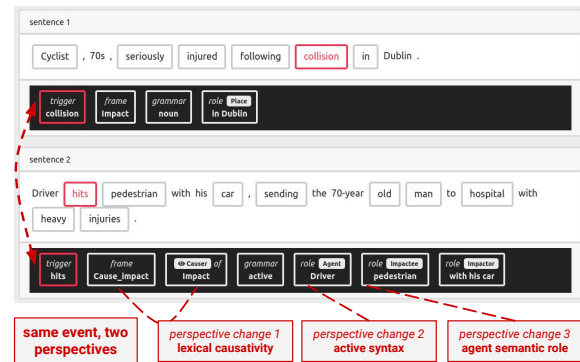 sentence 1
Cyclist , 70s , seriously injured following collision in Dublin .
trigger frame grammar role Place
collision Impact noun in Dublin
sentence 2
Driver hits pedestrian with his car , sending the 70-year old man to hospital with
heavy injuries .
trigger frame Causer of grammar role Agent role Impactee role Impactor
hits Cause_impact Impact active Driver pedestrian with his car
same event, two perspectives
perspective change 1
lexical causativity
perspective change 2
active syntax
perspective change 3
agent semantic role